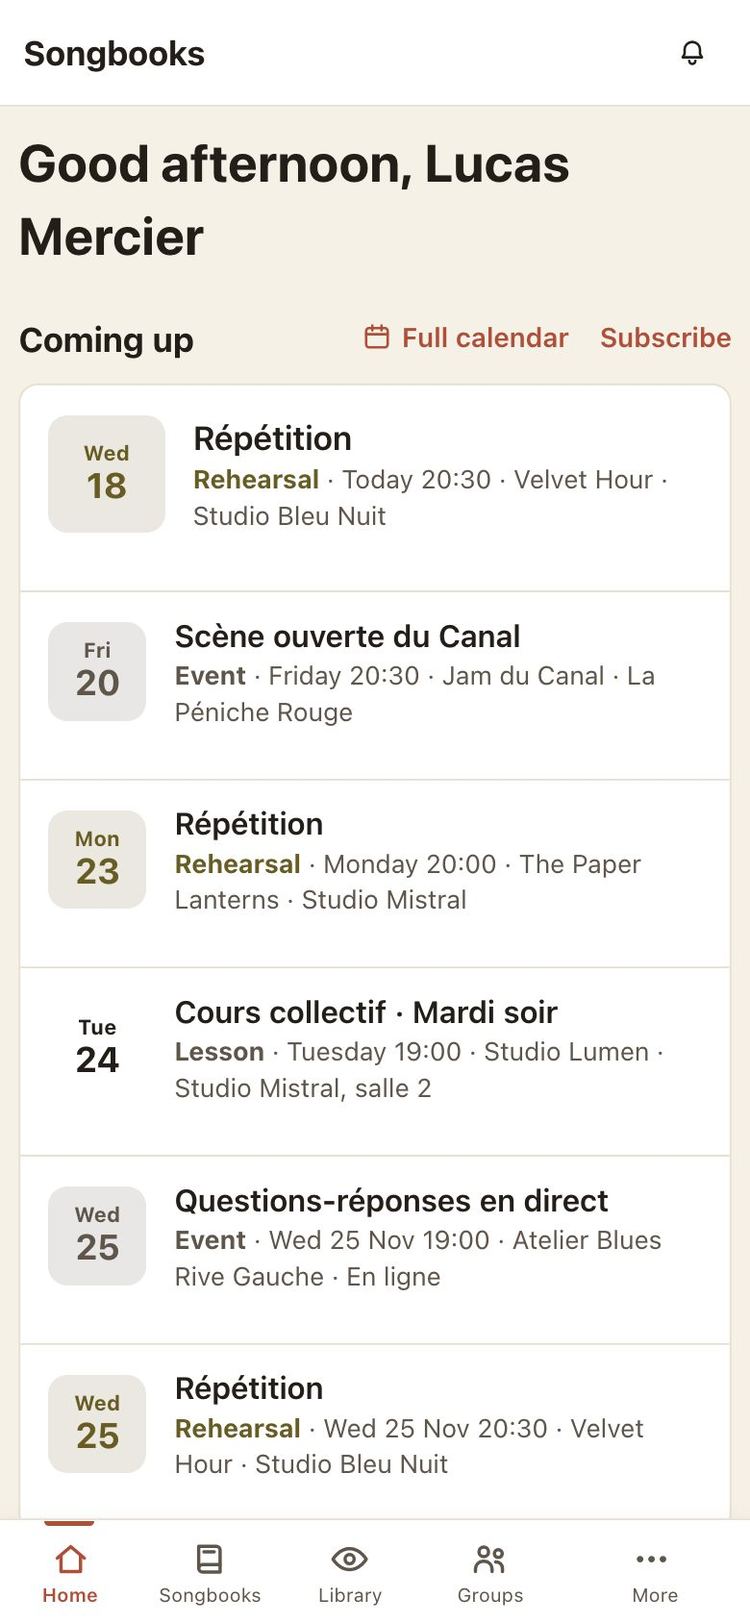 Songbooks
Good afternoon, Lucas
Mercier
Coming up
Full calendar
Subscribe
Wed
18
Répétition
Rehearsal · Today 20:30 · Velvet Hour ·
Studio Bleu Nuit
Fri
20
Scène ouverte du Canal
Event · Friday 20:30 · Jam du Canal · La
Péniche Rouge
Mon
23
Répétition
Rehearsal · Monday 20:00 · The Paper
Lanterns · Studio Mistral
Tue
24
Cours collectif · Mardi soir
Lesson · Tuesday 19:00 · Studio Lumen ·
Studio Mistral, salle 2
Wed
25
Questions-réponses en direct
Event · Wed 25 Nov 19:00 · Atelier Blues
Rive Gauche · En ligne
Wed
25
Répétition
Rehearsal · Wed 25 Nov 20:30 · Velvet
Hour · Studio Bleu Nuit
Home
Songbooks
Library
Groups
More